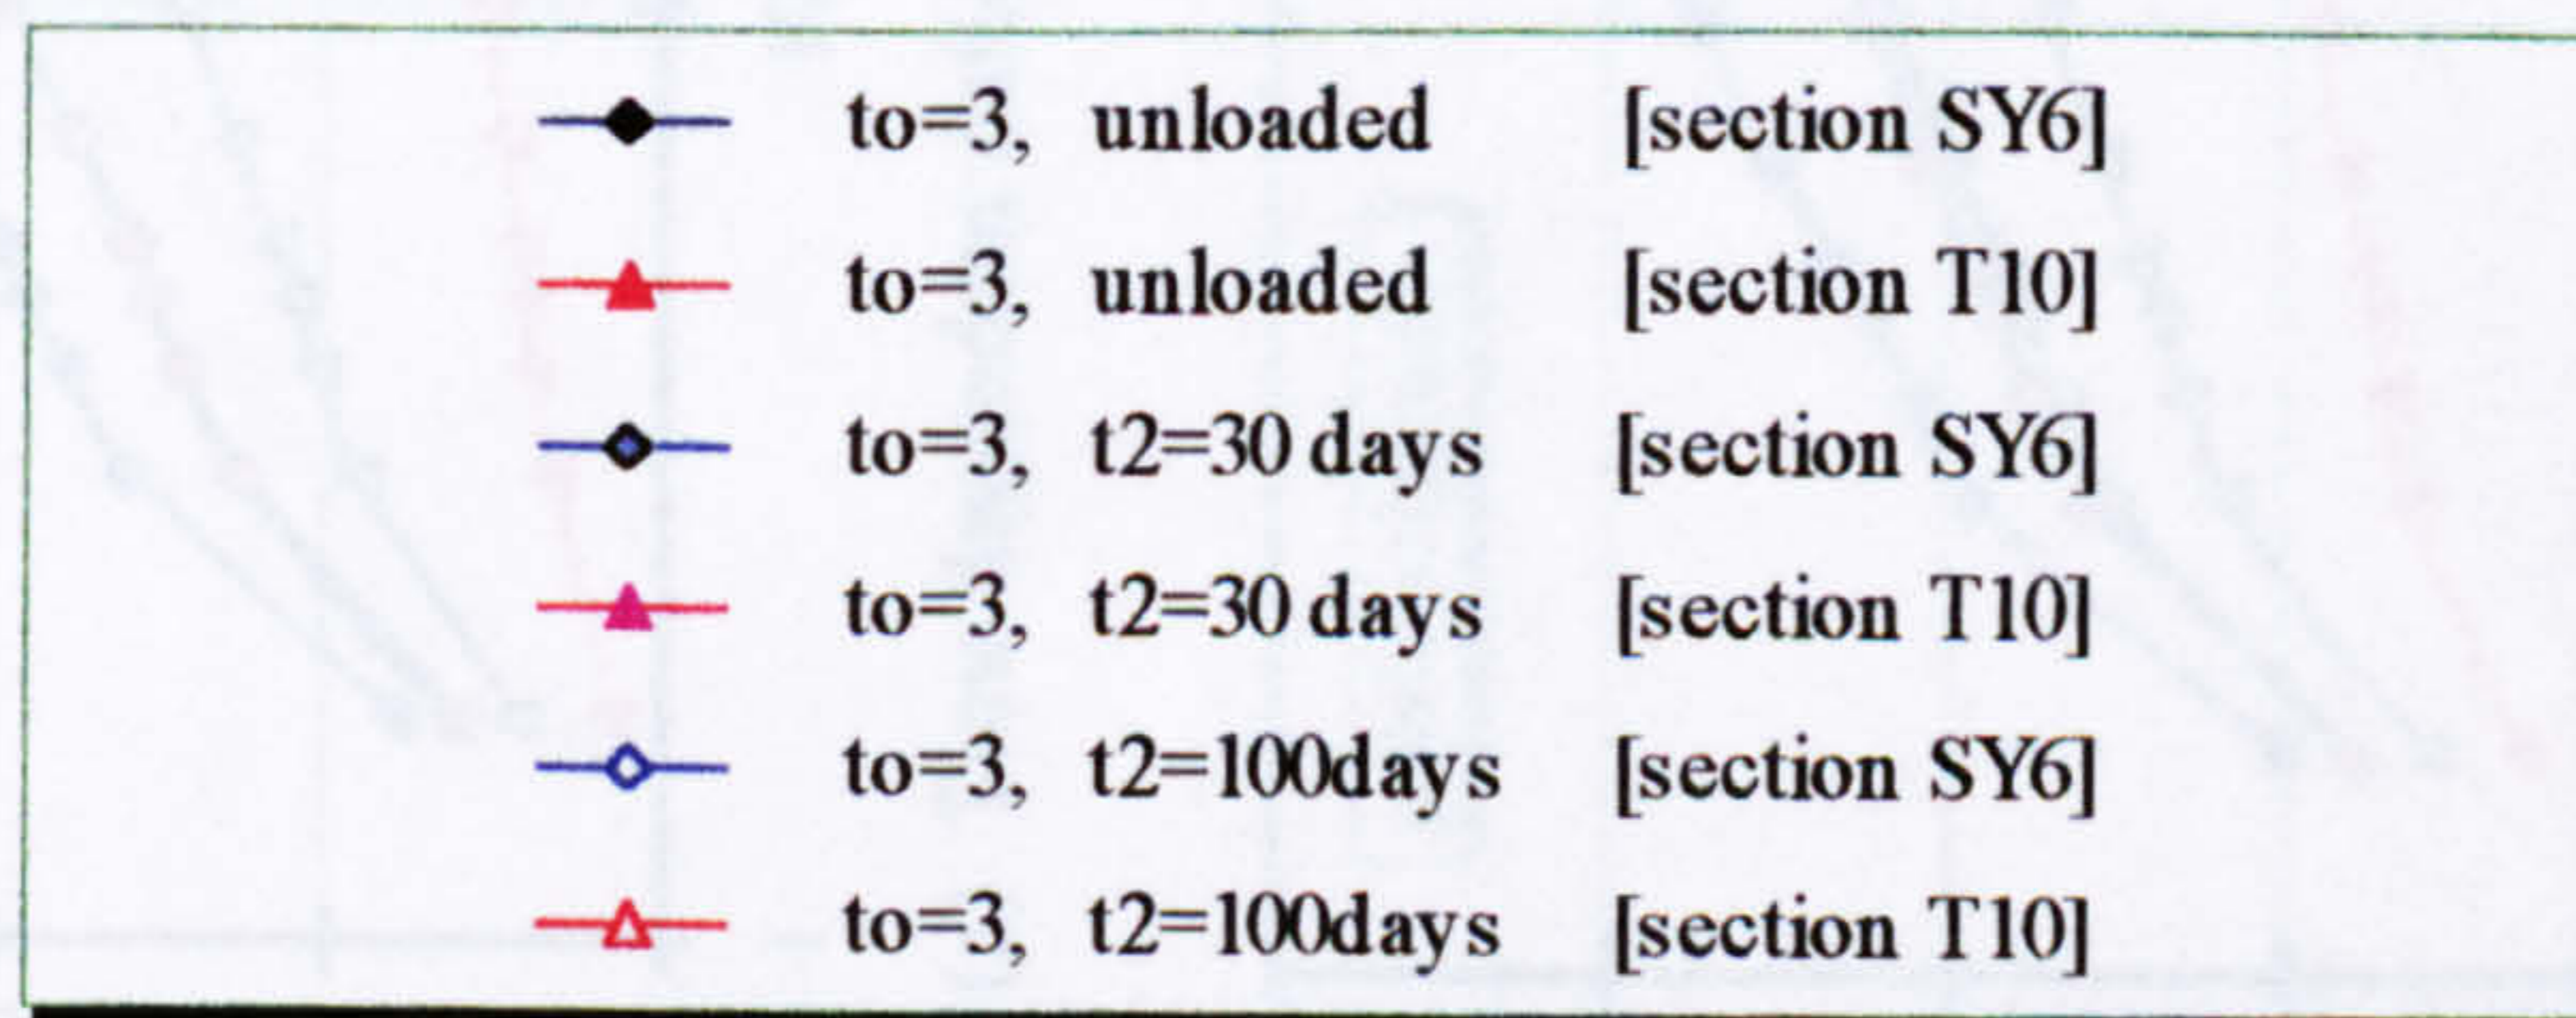 to=3, unloaded [section SY6]
to=3, unloaded [section T10]
to=3, t2=30 days [section SY6]
to=3, t2=30 days [section T10]
to=3, t2=100days [section SY6]
to=3, t2=100days [section T10]